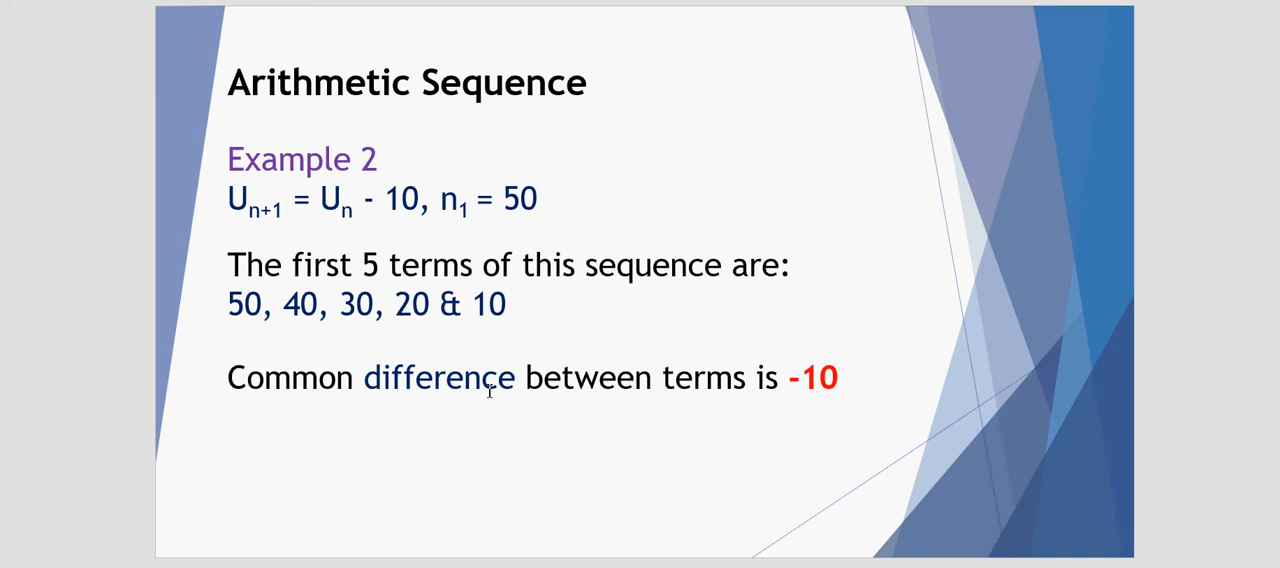 Arithmetic Sequence
Example 2
Uₙ₊₁ = Uₙ - 10, n₁ = 50
The first 5 terms of this sequence are:
50, 40, 30, 20 & 10
Common difference between terms is -10